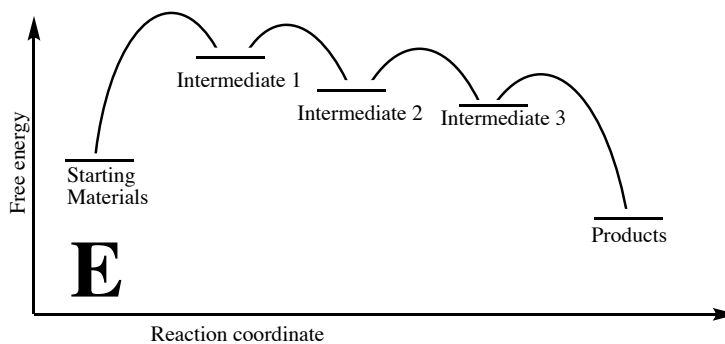 Free energy
Intermediate 1
Intermediate 2
Intermediate 3
Starting
Materials
Products
E
Reaction coordinate